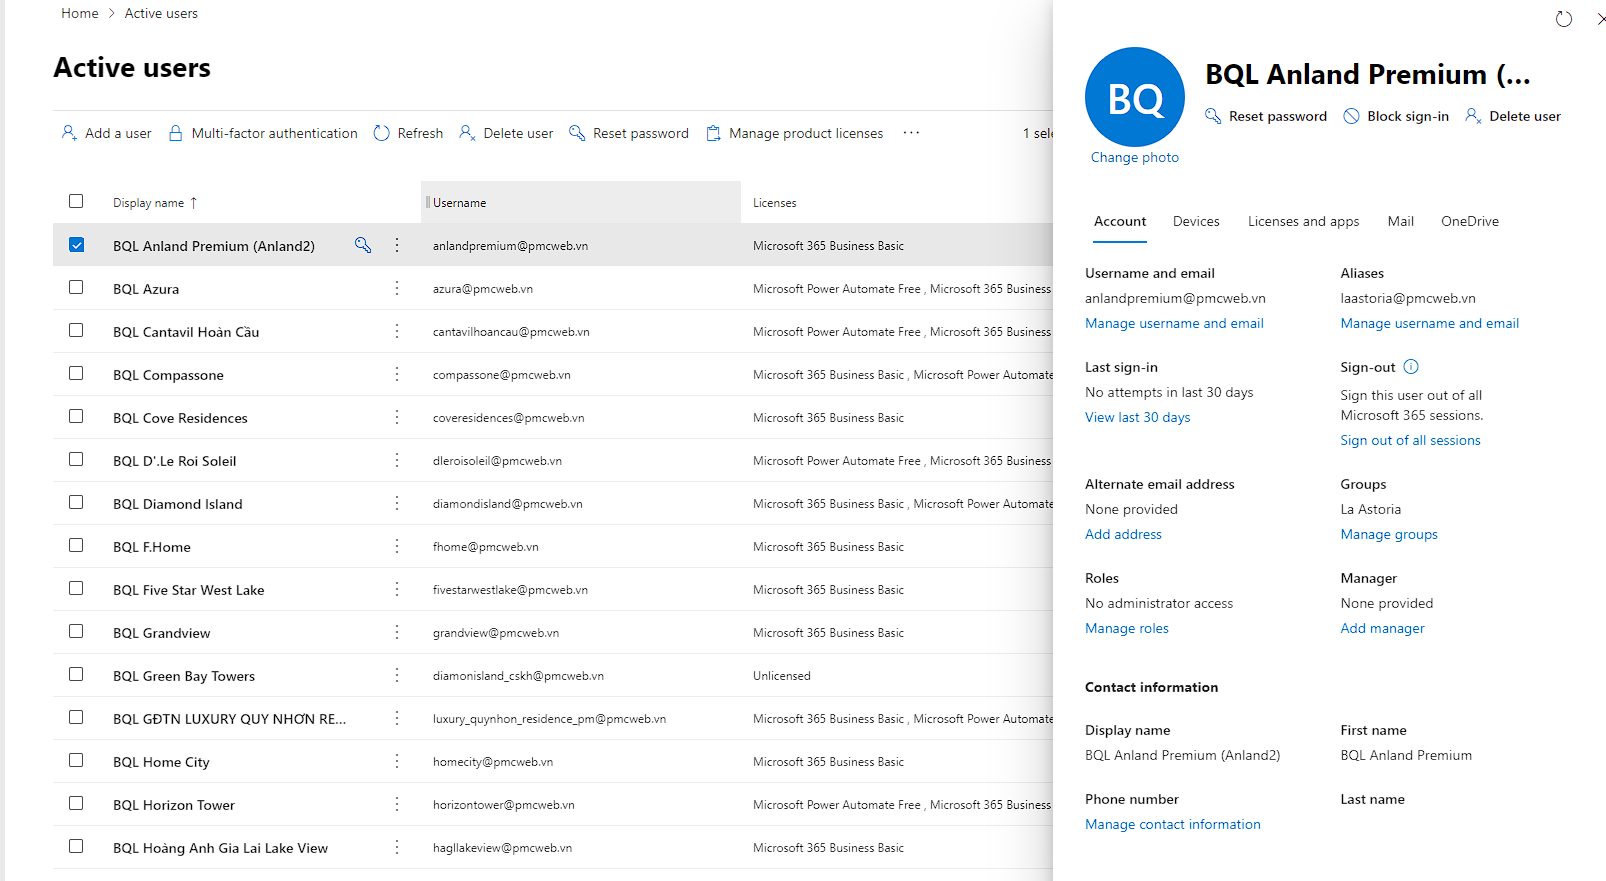 Home > Active users
Active users
Add a user Multi-factor authentication Refresh Delete user Reset password Manage product licenses ··· 1 sele
Display name ↑ Username Licenses
BQL Anland Premium (Anland2) anlandpremium@pmcweb.vn Microsoft 365 Business Basic
BQL Azura azura@pmcweb.vn Microsoft Power Automate Free , Microsoft 365 Business
BQL Cantavil Hoàn Cầu cantavilhoancau@pmcweb.vn Microsoft Power Automate Free , Microsoft 365 Business
BQL Compassone compassone@pmcweb.vn Microsoft 365 Business Basic , Microsoft Power Automate
BQL Cove Residences coveresidences@pmcweb.vn Microsoft 365 Business Basic
BQL D'.Le Roi Soleil dleroisoleil@pmcweb.vn Microsoft Power Automate Free , Microsoft 365 Business
BQL Diamond Island diamondisland@pmcweb.vn Microsoft 365 Business Basic , Microsoft Power Automate
BQL F.Home fhome@pmcweb.vn Microsoft 365 Business Basic
BQL Five Star West Lake fivestarwestlake@pmcweb.vn Microsoft 365 Business Basic
BQL Grandview grandview@pmcweb.vn Microsoft 365 Business Basic
BQL Green Bay Towers diamonisland_cskh@pmcweb.vn Unlicensed
BQL GĐTN LUXURY QUY NHƠN RE... luxury_quynhon_residence_pm@pmcweb.vn Microsoft 365 Business Basic , Microsoft Power Automate
BQL Home City homecity@pmcweb.vn Microsoft 365 Business Basic
BQL Horizon Tower horizontower@pmcweb.vn Microsoft Power Automate Free , Microsoft 365 Business
BQL Hoàng Anh Gia Lai Lake View hagllakeview@pmcweb.vn Microsoft 365 Business Basic
BQ
Change photo
BQL Anland Premium (...
Reset password Block sign-in Delete user
Account Devices Licenses and apps Mail OneDrive
Username and email
anlandpremium@pmcweb.vn
Manage username and email
Aliases
laastoria@pmcweb.vn
Manage username and email
Last sign-in
No attempts in last 30 days
View last 30 days
Sign-out
Sign this user out of all
Microsoft 365 sessions.
Sign out of all sessions
Alternate email address
None provided
Add address
Groups
La Astoria
Manage groups
Roles
No administrator access
Manage roles
Manager
None provided
Add manager
Contact information
Display name
BQL Anland Premium (Anland2)
First name
BQL Anland Premium
Phone number
Manage contact information
Last name